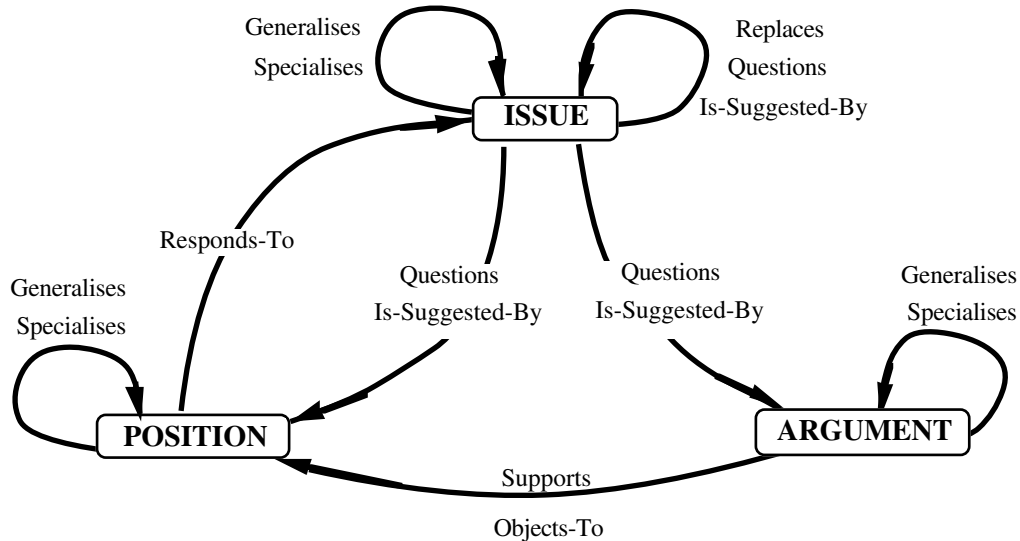 Generalises
Specialises
Replaces
Questions
Is-Suggested-By
ISSUE
Responds-To
Questions
Is-Suggested-By
Questions
Is-Suggested-By
Generalises
Specialises
Generalises
Specialises
POSITION
ARGUMENT
Supports
Objects-To